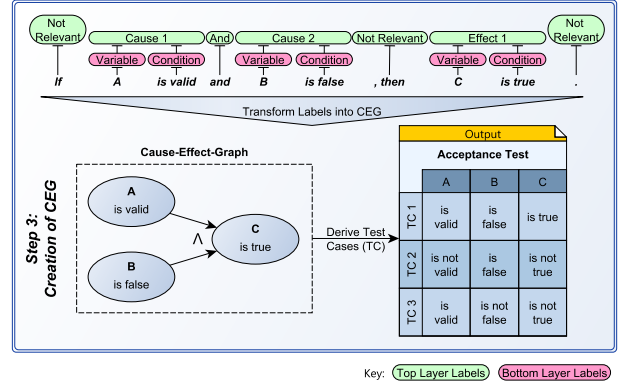 Not
Relevant
Cause 1
And
Cause 2
Not Relevant
Effect 1
Not
Relevant
Variable
Condition
Variable
Condition
Variable
Condition
If
A
is valid
and
B
is false
, then
C
is true
.
Transform Labels into CEG
Step 3:
Creation of CEG
Cause-Effect-Graph
A
is valid
B
is false
Λ
C
is true
Derive Test
Cases (TC)
Output
Acceptance Test
A B C
TC 1
is valid
is false
is true
TC 2
is not valid
is false
is not true
TC 3
is valid
is not false
is not true
Key: Top Layer Labels Bottom Layer Labels